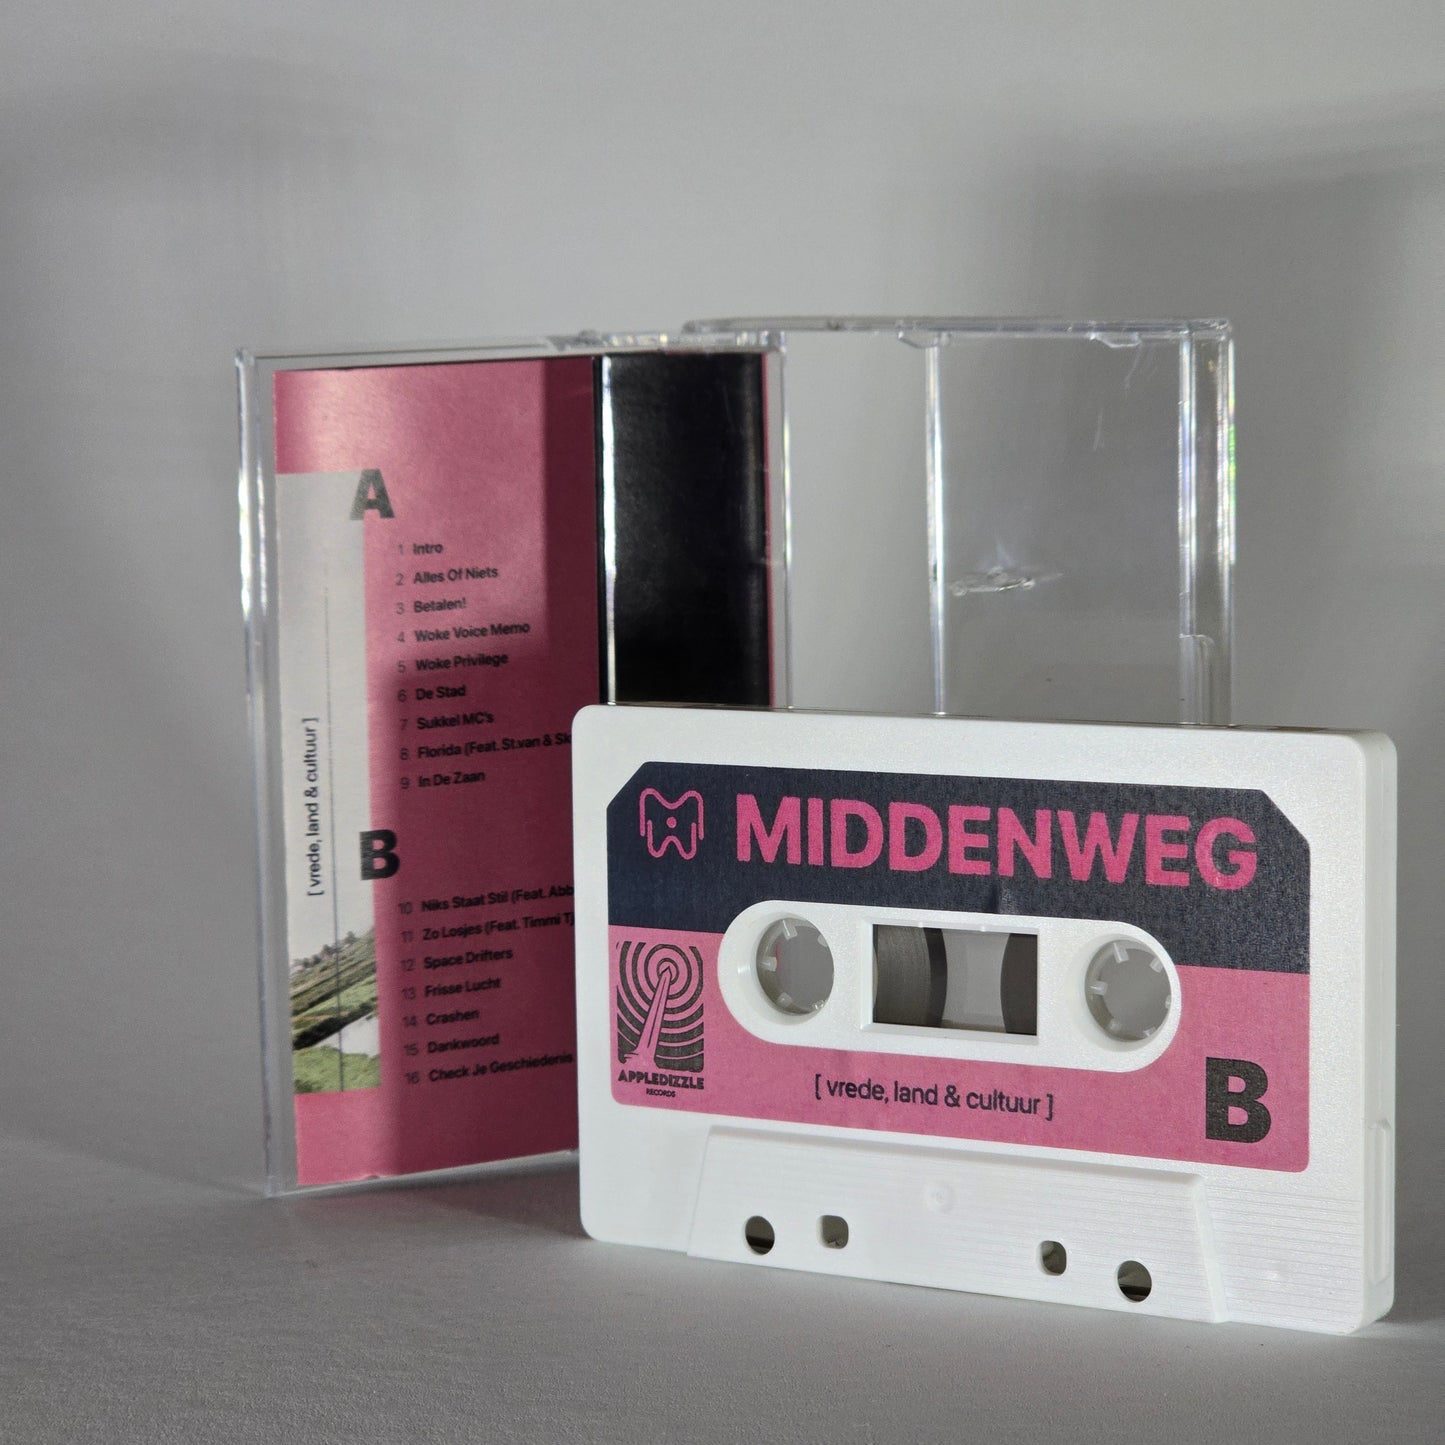 A
1 Intro
2 Alles Of Niets
3 Betalen!
4 Woke Voice Memo
5 Woke Privilege
6 De Stad
7 Sukkel MC's
8 Florida (Feat. St.van & Sk
9 In De Zaan
[ vrede, land & cultuur ]
B
10 Niks Staat Stil (Feat. Abb
11 Zo Losjes (Feat. Timmi Tj
12 Space Drifters
13 Frisse Lucht
14 Crashen
15 Dankwoord
16 Check Je Geschiedenis
MIDDENWEG
APPLEDIZZLE
RECORDS
[ vrede, land & cultuur ]
B